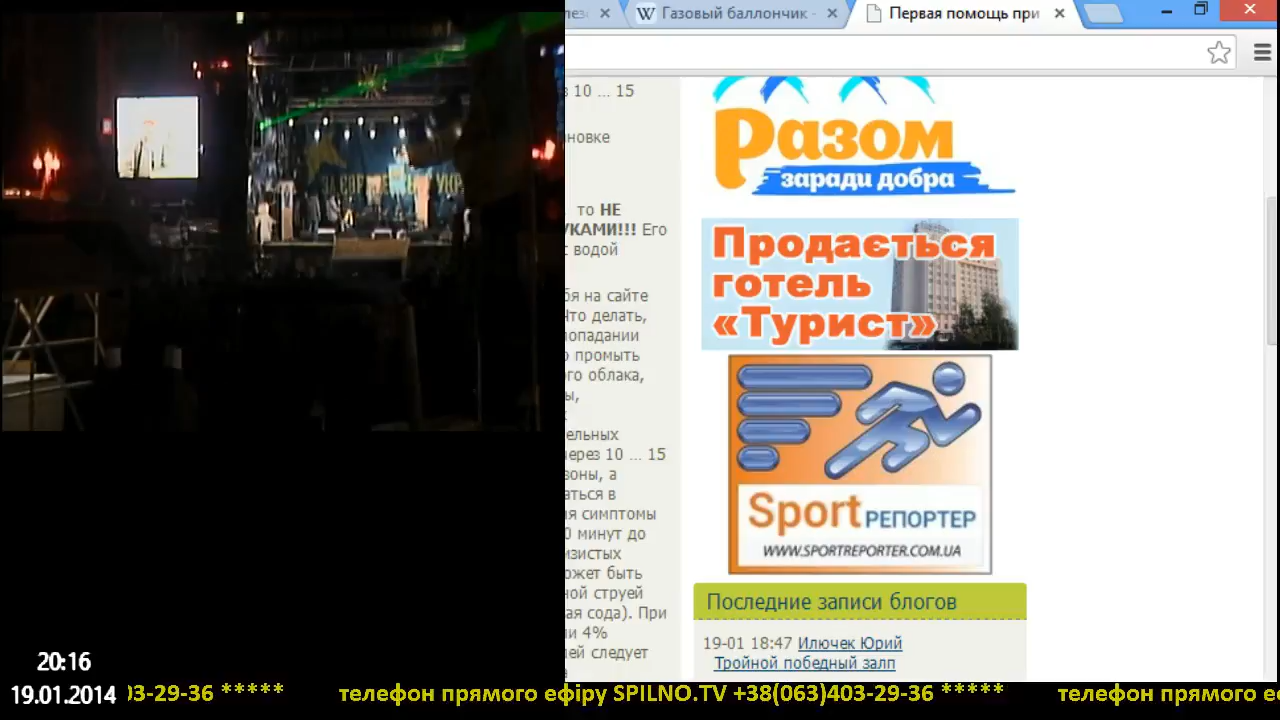 Газовый баллончик -
Первая помощь при
10 ... 15
новке
то НЕ
УКАМИ!!! Его
с водой
бя на сайте
Что делать,
попадании
о промыть
го облака,
ы,
х
ельных
через 10 ... 15
зоны, а
аться в
ия симптомы
0 минут до
изистых
ожет быть
ной струей
ая сода). При
ли 4%
ей следует
Разом
заради добра
Продається
готель
«Турист»
Sport РЕПОРТЕР
WWW.SPORTREPORTER.COM.UA
Последние записи блогов
19-01 18:47 Илючек Юрий
Тройной победный залп
20:16
19.01.2014
03-29-36 ***** телефон прямого ефіру SPILNO.TV +38(063)403-29-36 ***** телефон прямого еф